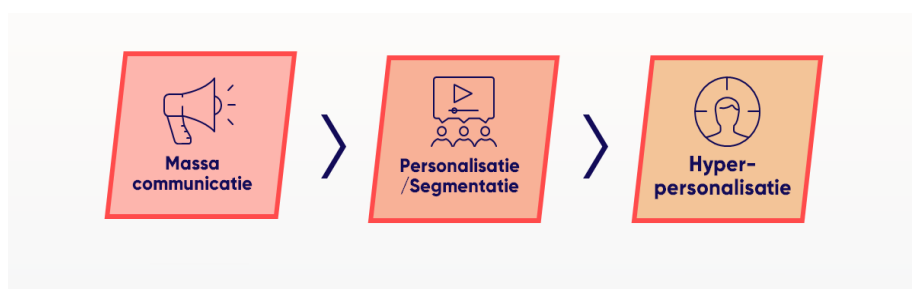 Massa
communicatie
Personalisatie
/Segmentatie
Hyper-
personalisatie